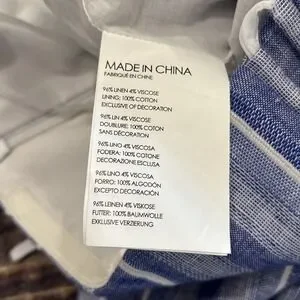 MADE IN CHINA
FABRIQUÉ EN CHINE
96% LINEN 4% VISCOSE
LINING: 100% COTTON
EXCLUSIVE OF DECORATION
96% LIN 4% VISCOSE
DOUBLURE: 100% COTON
SANS DÉCORATION
96% LINO 4% VISCOSA
FODERA: 100% COTONE
DECORAZIONE ESCLUSA
96% LINO 4% VISCOSA
FORRO: 100% ALGODÓN
EXCEPTO DECORACIÓN
96% LEINEN 4% VISKOSE
FUTTER: 100% BAUMWOLLE
EXKLUSIVE VERZIERUNG